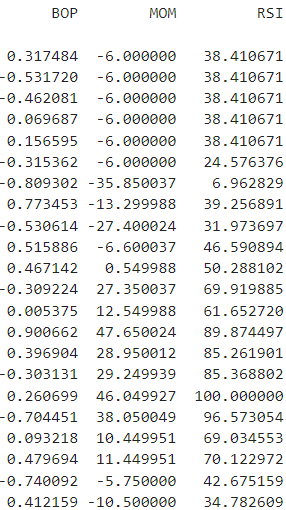 BOP MOM RSI
0.317484 -6.000000 38.410671
-0.531720 -6.000000 38.410671
-0.462081 -6.000000 38.410671
0.069687 -6.000000 38.410671
0.156595 -6.000000 38.410671
-0.315362 -6.000000 24.576376
-0.809302 -35.850037 6.962829
0.773453 -13.299988 39.256891
-0.530614 -27.400024 31.973697
0.515886 -6.600037 46.590894
0.467142 0.549988 50.288102
-0.309224 27.350037 69.919885
0.005375 12.549988 61.652720
0.900662 47.650024 89.874497
0.396904 28.950012 85.261901
-0.303131 29.249939 85.368802
0.260699 46.049927 100.000000
-0.704451 38.050049 96.573054
0.093218 10.449951 69.034553
0.479694 11.449951 70.122972
-0.740092 -5.750000 42.675159
0.412159 -10.500000 34.782609